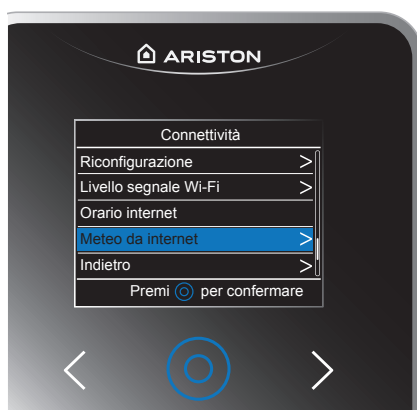 ARISTON
Connettività
Riconfigurazione >
Livello segnale Wi-Fi >
Orario internet
Meteo da internet >
Indietro >
Premi per confermare